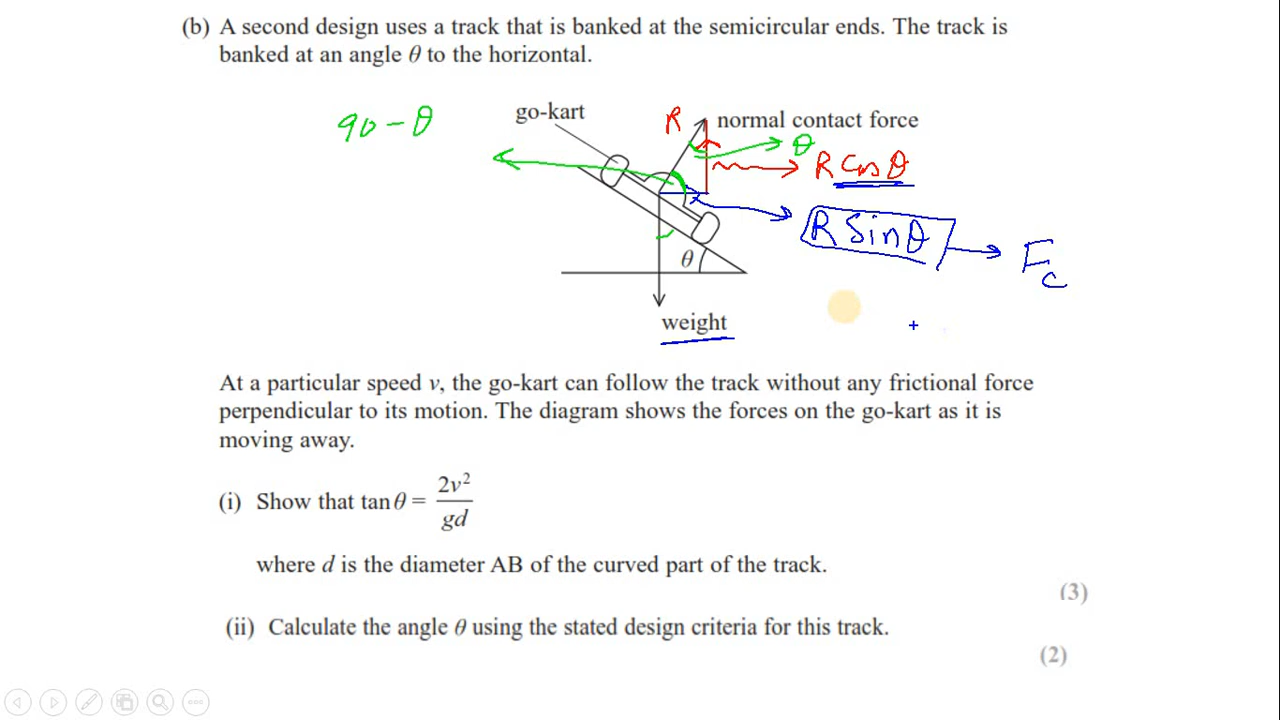 (b) A second design uses a track that is banked at the semicircular ends. The track is
banked at an angle θ to the horizontal.
90 - θ
go-kart
R
normal contact force
θ
R Cos θ
R Sin θ
F_c
θ
weight
At a particular speed v, the go-kart can follow the track without any frictional force
perpendicular to its motion. The diagram shows the forces on the go-kart as it is
moving away.
(i) Show that tan θ = 2v²/gd
where d is the diameter AB of the curved part of the track.
(3)
(ii) Calculate the angle θ using the stated design criteria for this track.
(2)